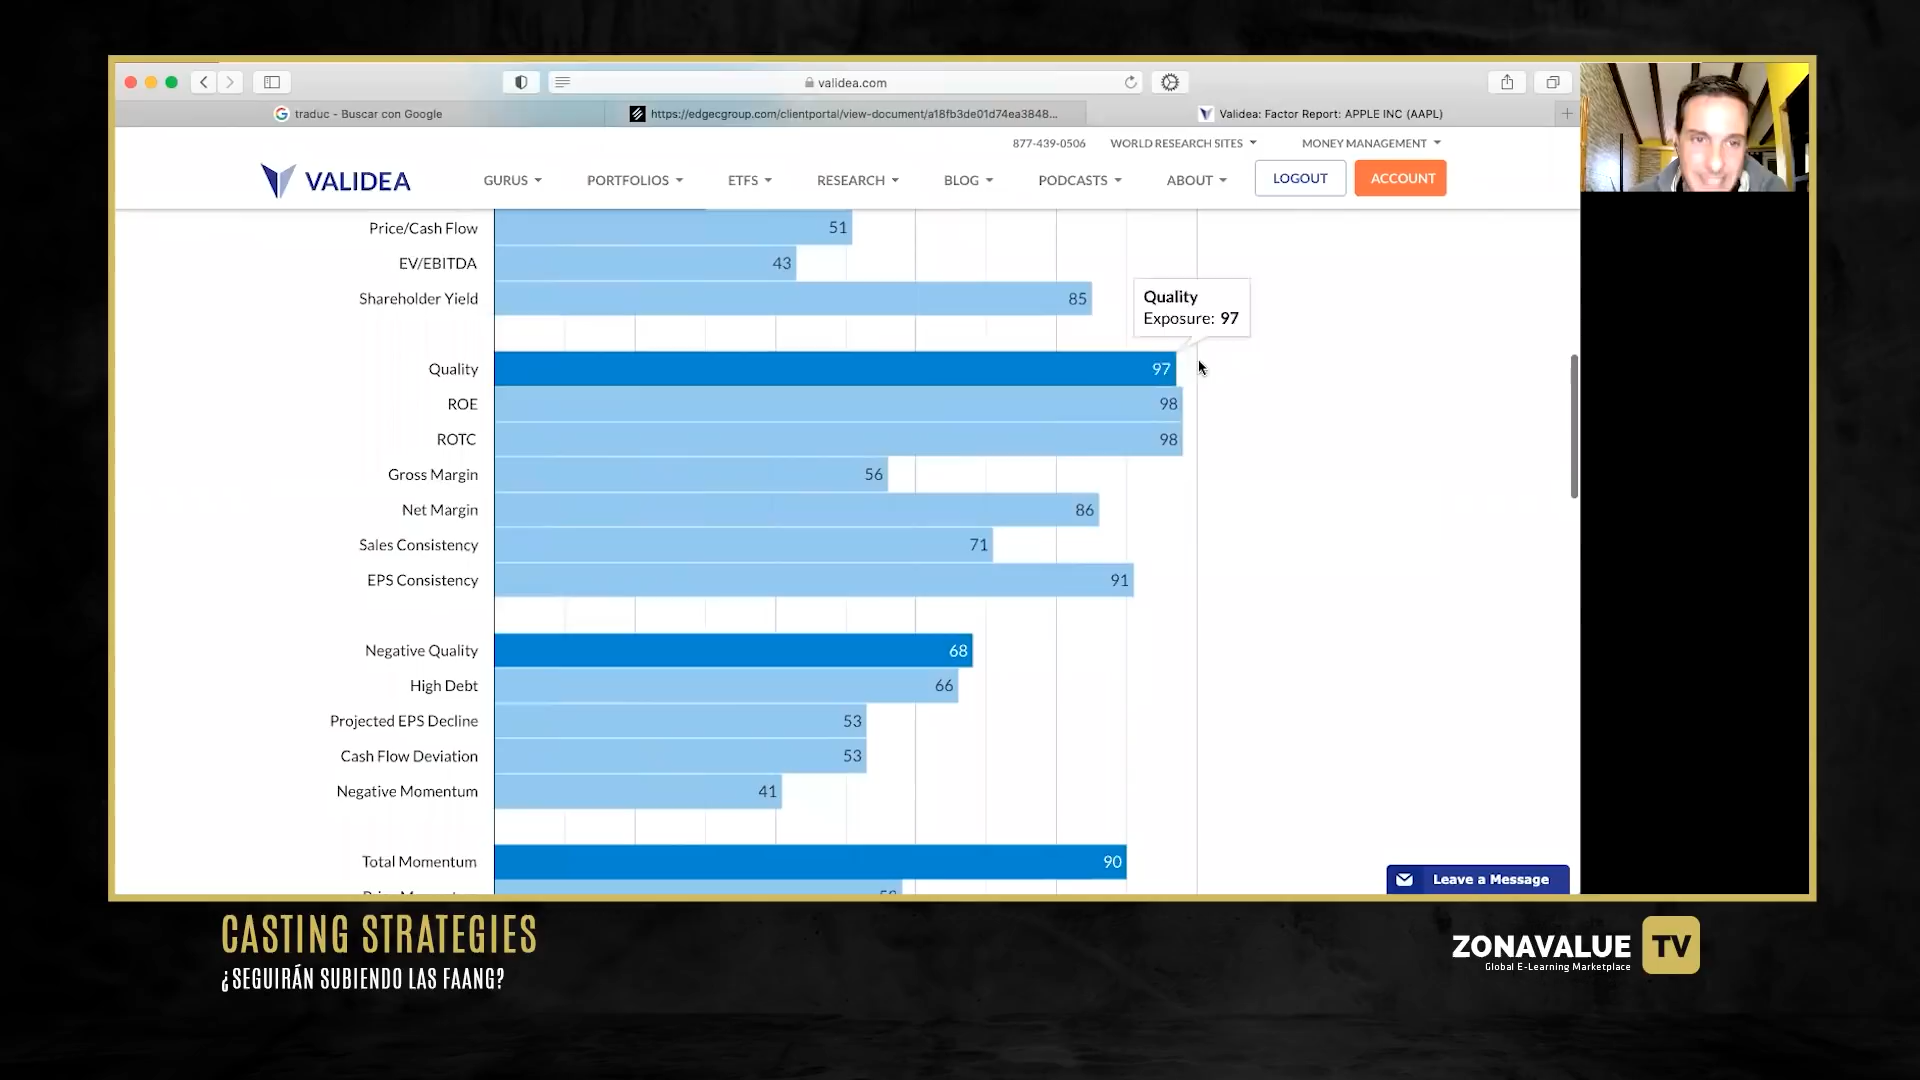 validea.com
traduc - Buscar con Google
https://edgecgroup.com/clientportal/view-document/a18fb3de01d74ea3848...
Validea: Factor Report: APPLE INC (AAPL)
877-439-0506 WORLD RESEARCH SITES MONEY MANAGEMENT
VALIDEA GURUS PORTFOLIOS ETFS RESEARCH BLOG PODCASTS ABOUT LOGOUT ACCOUNT
Price/Cash Flow 51
EV/EBITDA 43
Shareholder Yield 85
Quality
Exposure: 97
Quality 97
ROE 98
ROTC 98
Gross Margin 56
Net Margin 86
Sales Consistency 71
EPS Consistency 91
Negative Quality 68
High Debt 66
Projected EPS Decline 53
Cash Flow Deviation 53
Negative Momentum 41
Total Momentum 90
Leave a Message
CASTING STRATEGIES
¿SEGUIRÁN SUBIENDO LAS FAANG?
ZONAVALUE TV
Global E-Learning Marketplace